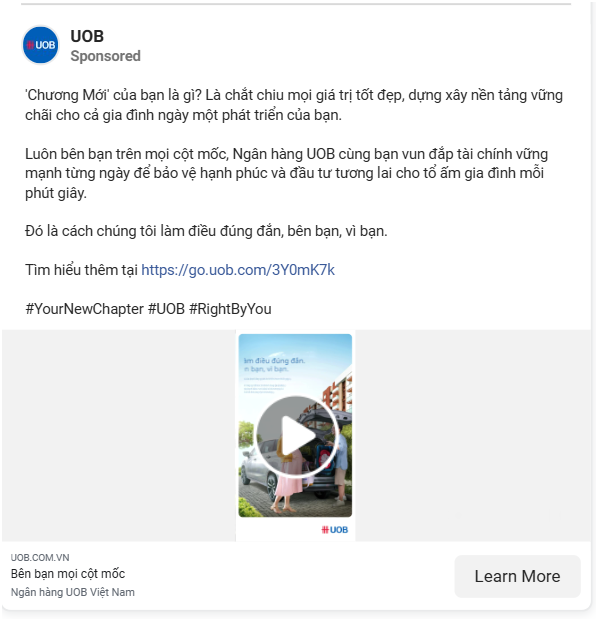 UOB
UOB
Sponsored
'Chương Mới' của bạn là gì? Là chắt chiu mọi giá trị tốt đẹp, dựng xây nền tảng vững
chãi cho cả gia đình ngày một phát triển của bạn.
Luôn bên bạn trên mọi cột mốc, Ngân hàng UOB cùng bạn vun đắp tài chính vững
mạnh từng ngày để bảo vệ hạnh phúc và đầu tư tương lai cho tổ ấm gia đình mỗi
phút giây.
Đó là cách chúng tôi làm điều đúng đắn, bên bạn, vì bạn.
Tìm hiểu thêm tại https://go.uob.com/3Y0mK7k
#YourNewChapter #UOB #RightByYou
làm điều đúng đắn.
vì bạn.
UOB
UOB.COM.VN
Bên bạn mọi cột mốc
Ngân hàng UOB Việt Nam
Learn More